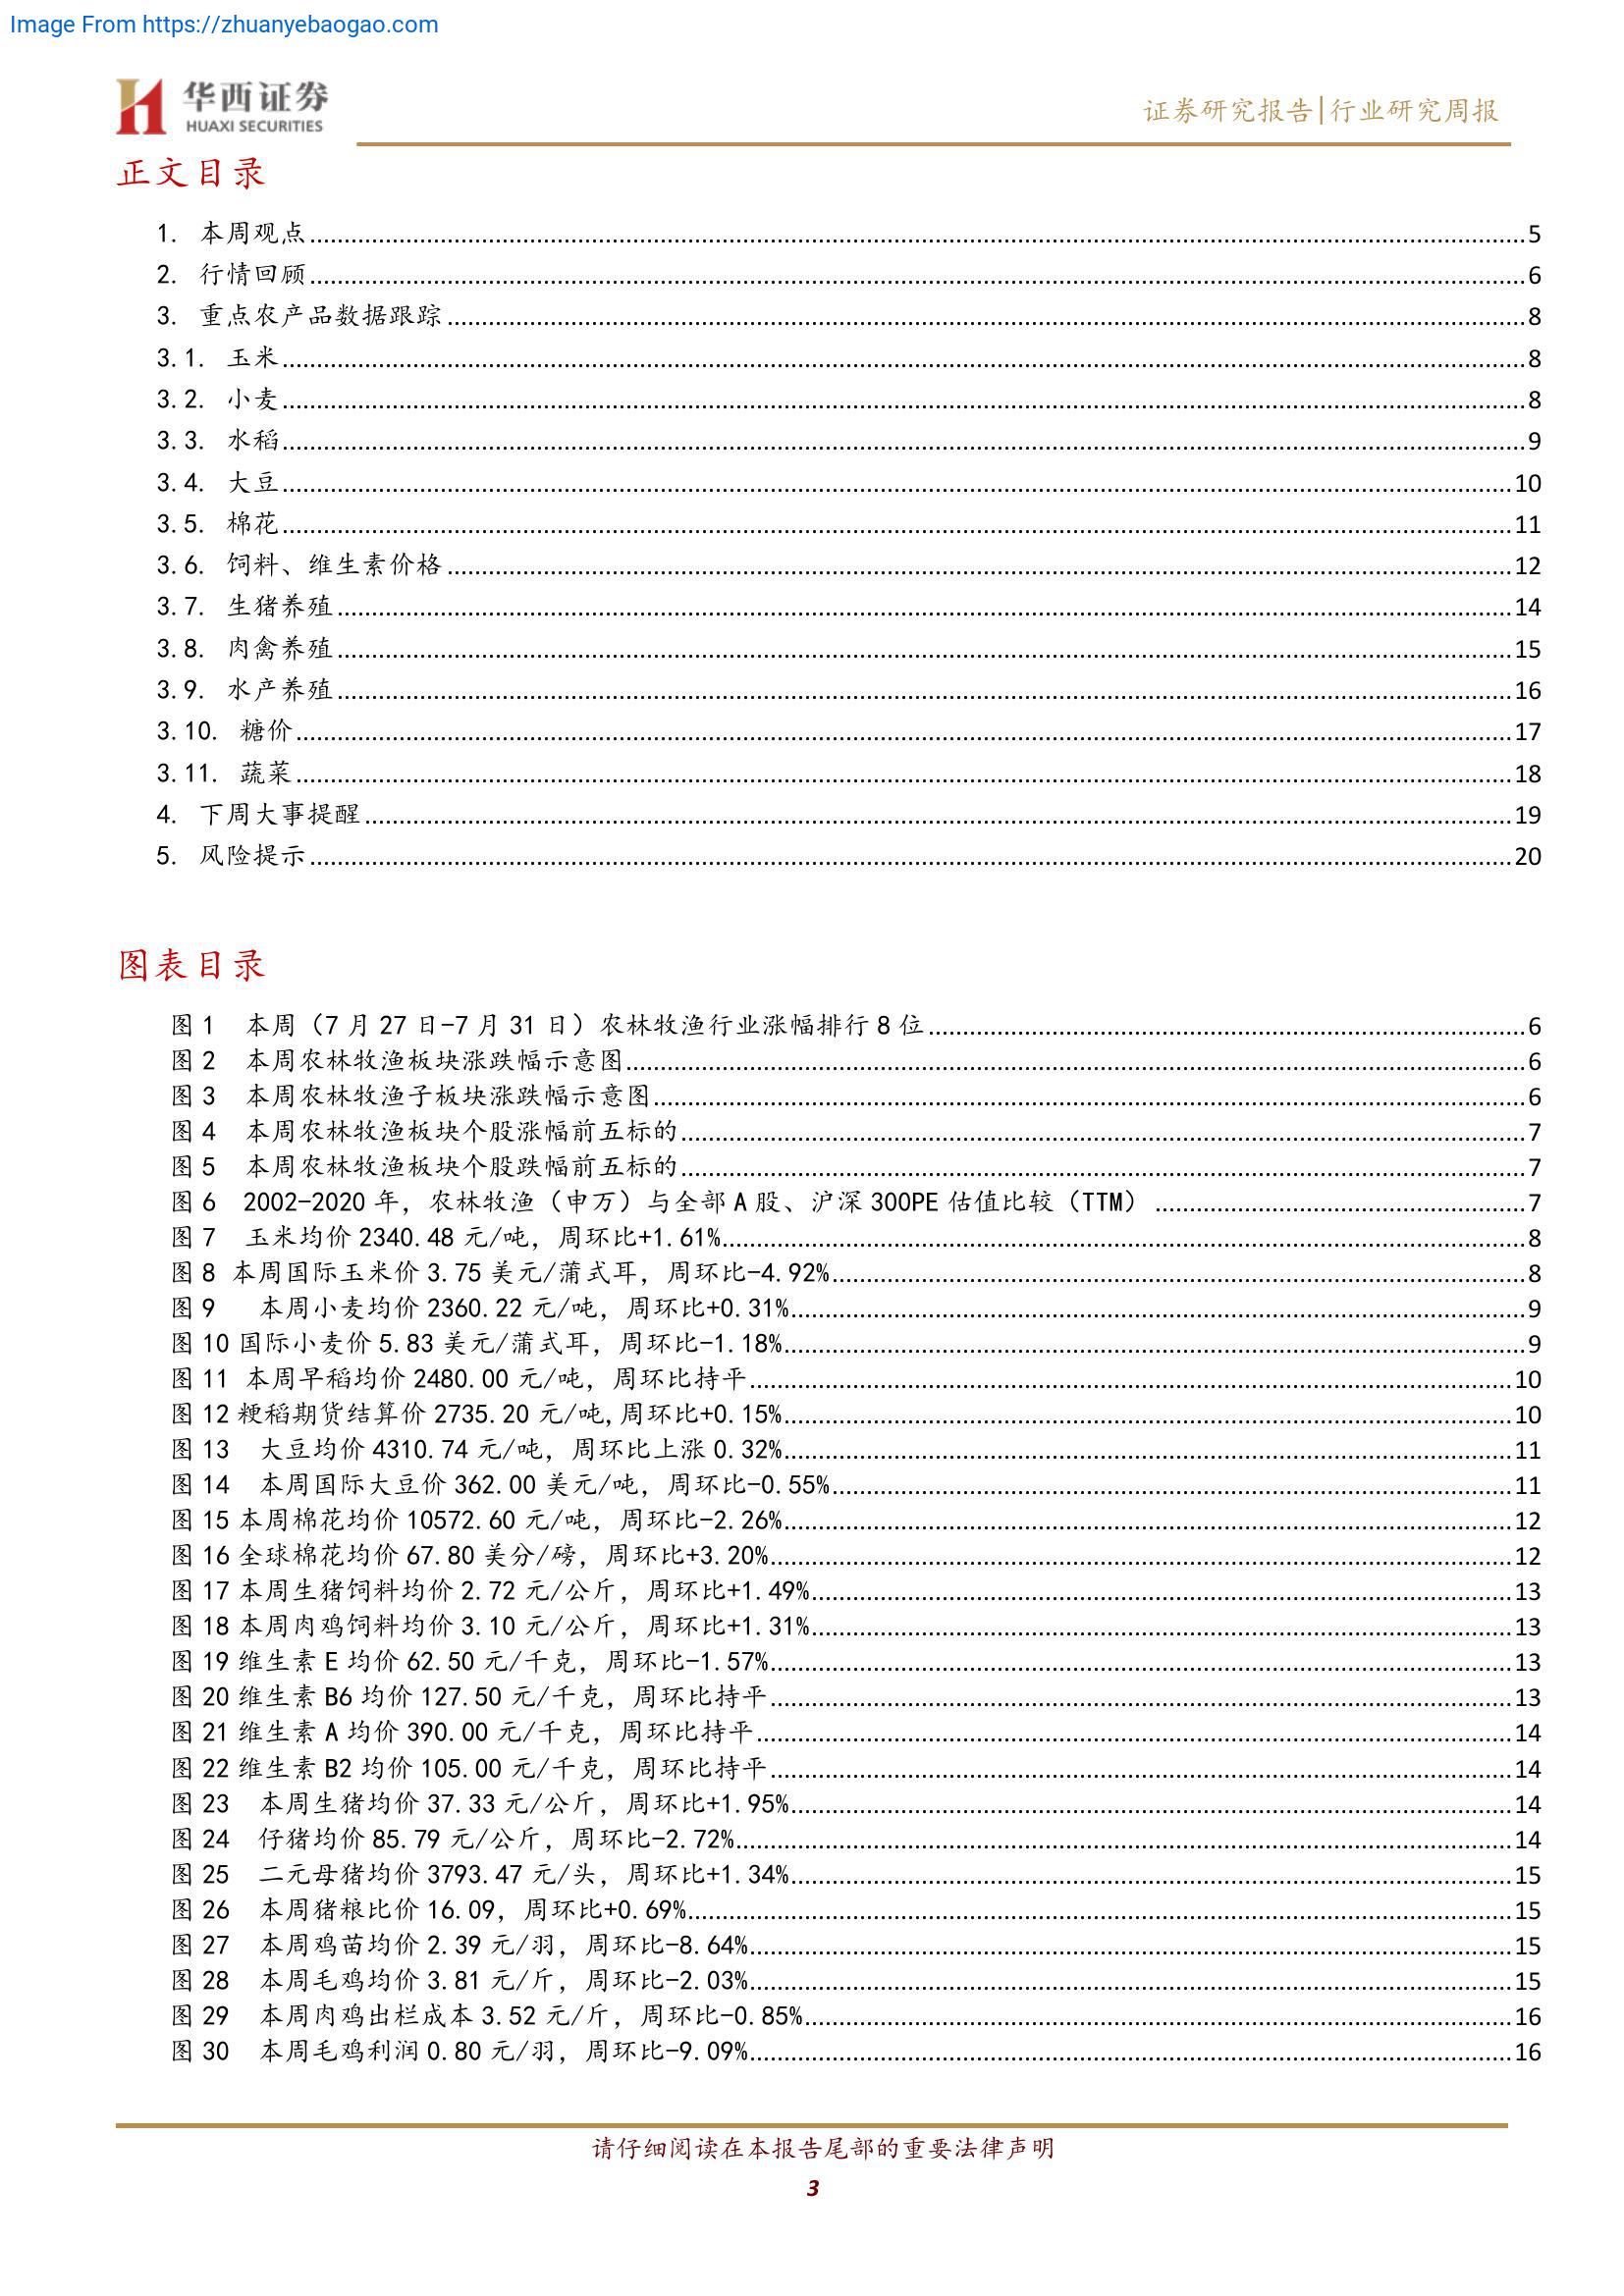 Image From https://zhuanyebaogao.com
华西证券
HUAXI SECURITIES
证券研究报告|行业研究周报
正文目录
1. 本周观点........5
2. 行情回顾........6
3. 重点农产品数据跟踪........8
3.1. 玉米........8
3.2. 小麦........8
3.3. 水稻........9
3.4. 大豆........10
3.5. 棉花........11
3.6. 饲料、维生素价格........12
3.7. 生猪养殖........14
3.8. 肉禽养殖........15
3.9. 水产养殖........16
3.10. 糖价........17
3.11. 蔬菜........18
4. 下周大事提醒........19
5. 风险提示........20
图表目录
图 1 本周（7 月 27 日-7 月 31 日）农林牧渔行业涨幅排行 8 位........6
图 2 本周农林牧渔板块涨跌幅示意图........6
图 3 本周农林牧渔子板块涨跌幅示意图........6
图 4 本周农林牧渔板块个股涨幅前五标的........7
图 5 本周农林牧渔板块个股跌幅前五标的........7
图 6 2002-2020 年，农林牧渔（申万）与全部 A 股、沪深 300PE 估值比较（TTM）........7
图 7 玉米均价 2340.48 元/吨，周环比+1.61%........8
图 8 本周国际玉米价 3.75 美元/蒲式耳，周环比-4.92%........8
图 9 本周小麦均价 2360.22 元/吨，周环比+0.31%........9
图 10 国际小麦价 5.83 美元/蒲式耳，周环比-1.18%........9
图 11 本周早稻均价 2480.00 元/吨，周环比持平........10
图 12 粳稻期货结算价 2735.20 元/吨,周环比+0.15%........10
图 13 大豆均价 4310.74 元/吨，周环比上涨 0.32%........11
图 14 本周国际大豆价 362.00 美元/吨，周环比-0.55%........11
图 15 本周棉花均价 10572.60 元/吨，周环比-2.26%........12
图 16 全球棉花均价 67.80 美分/磅，周环比+3.20%........12
图 17 本周生猪饲料均价 2.72 元/公斤，周环比+1.49%........13
图 18 本周肉鸡饲料均价 3.10 元/公斤，周环比+1.31%........13
图 19 维生素 E 均价 62.50 元/千克，周环比-1.57%........13
图 20 维生素 B6 均价 127.50 元/千克，周环比持平........13
图 21 维生素 A 均价 390.00 元/千克，周环比持平........14
图 22 维生素 B2 均价 105.00 元/千克，周环比持平........14
图 23 本周生猪均价 37.33 元/公斤，周环比+1.95%........14
图 24 仔猪均价 85.79 元/公斤，周环比-2.72%........14
图 25 二元母猪均价 3793.47 元/头，周环比+1.34%........15
图 26 本周猪粮比价 16.09，周环比+0.69%........15
图 27 本周鸡苗均价 2.39 元/羽，周环比-8.64%........15
图 28 本周毛鸡均价 3.81 元/斤，周环比-2.03%........15
图 29 本周肉鸡出栏成本 3.52 元/斤，周环比-0.85%........16
图 30 本周毛鸡利润 0.80 元/羽，周环比-9.09%........16
请仔细阅读在本报告尾部的重要法律声明
3